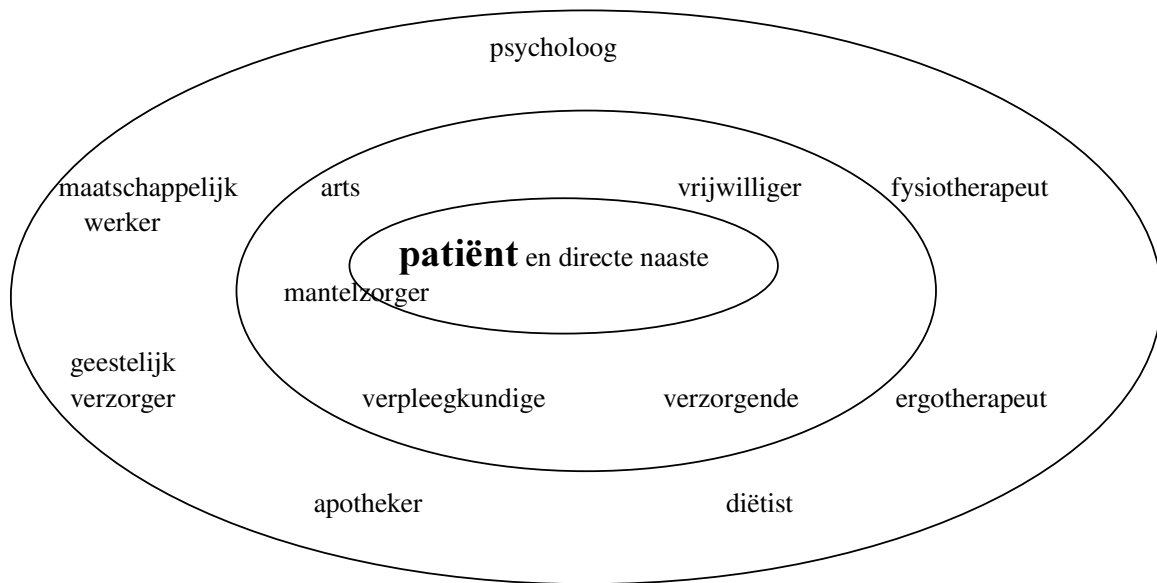 psycholoog
maatschappelijk
werker
arts
vrijwilliger
fysiotherapeut
patiënt en directe naaste
mantelzorger
geestelijk
verzorger
verpleegkundige
verzorgende
ergotherapeut
apotheker
diëtist